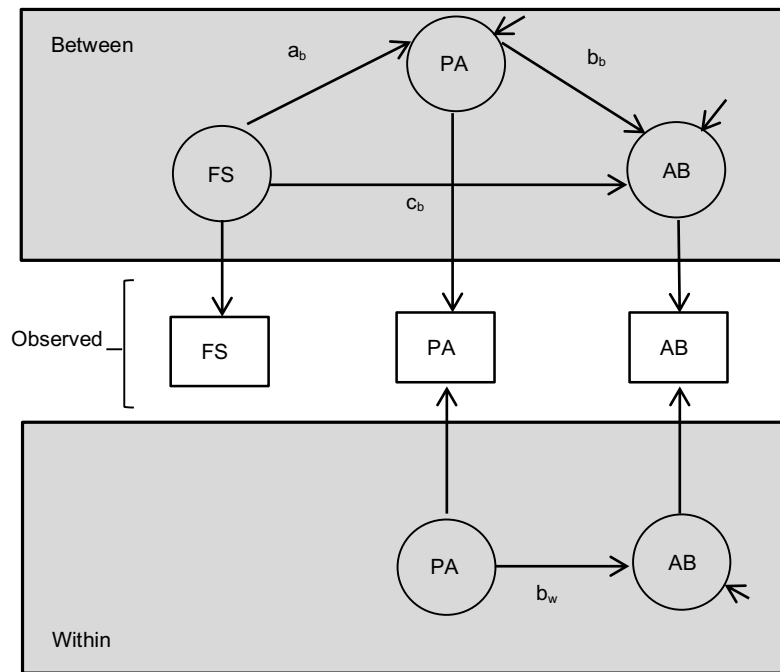 Between
a_b
PA
b_b
FS
AB
c_b
Observed
FS
PA
AB
PA
AB
b_w
Within